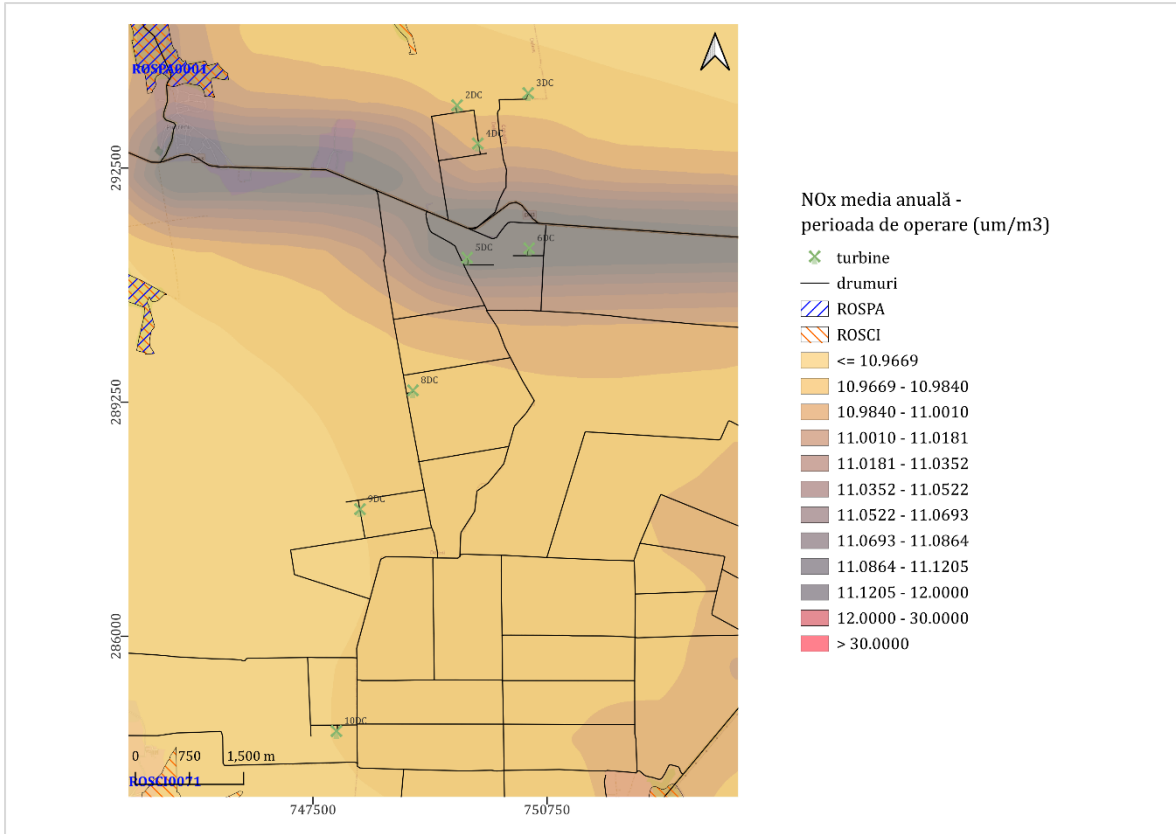 ROSPA0001
3DC
2DC
4DC
292500
6DC
5DC
289250
8DC
9DC
286000
10DC
0 750 1,500 m
ROSCI0071
747500 750750
NOx media anuală -
perioada de operare (um/m3)
turbine
drumuri
ROSPA
ROSCI
<= 10.9669
10.9669 - 10.9840
10.9840 - 11.0010
11.0010 - 11.0181
11.0181 - 11.0352
11.0352 - 11.0522
11.0522 - 11.0693
11.0693 - 11.0864
11.0864 - 11.1205
11.1205 - 12.0000
12.0000 - 30.0000
> 30.0000